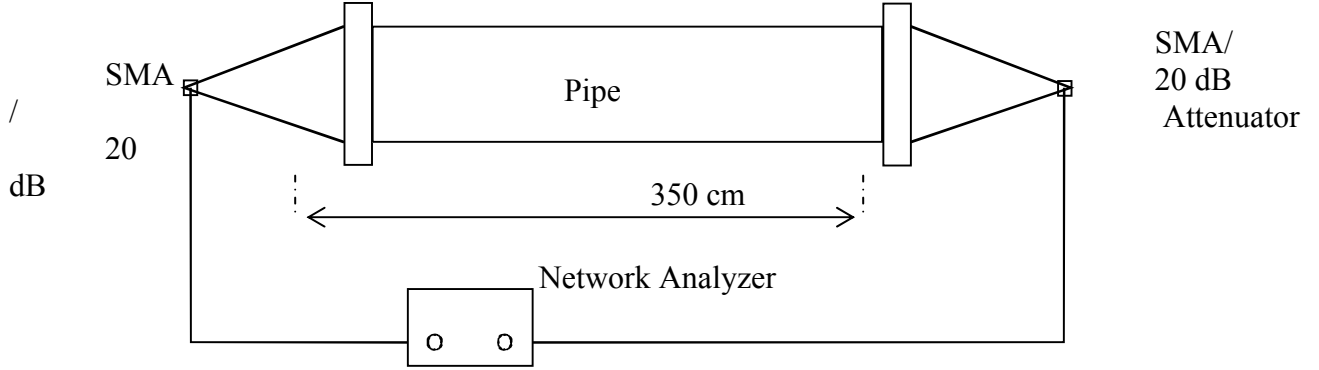 SMA
/
20
dB
Pipe
SMA/
20 dB
Attenuator
350 cm
Network Analyzer
O O